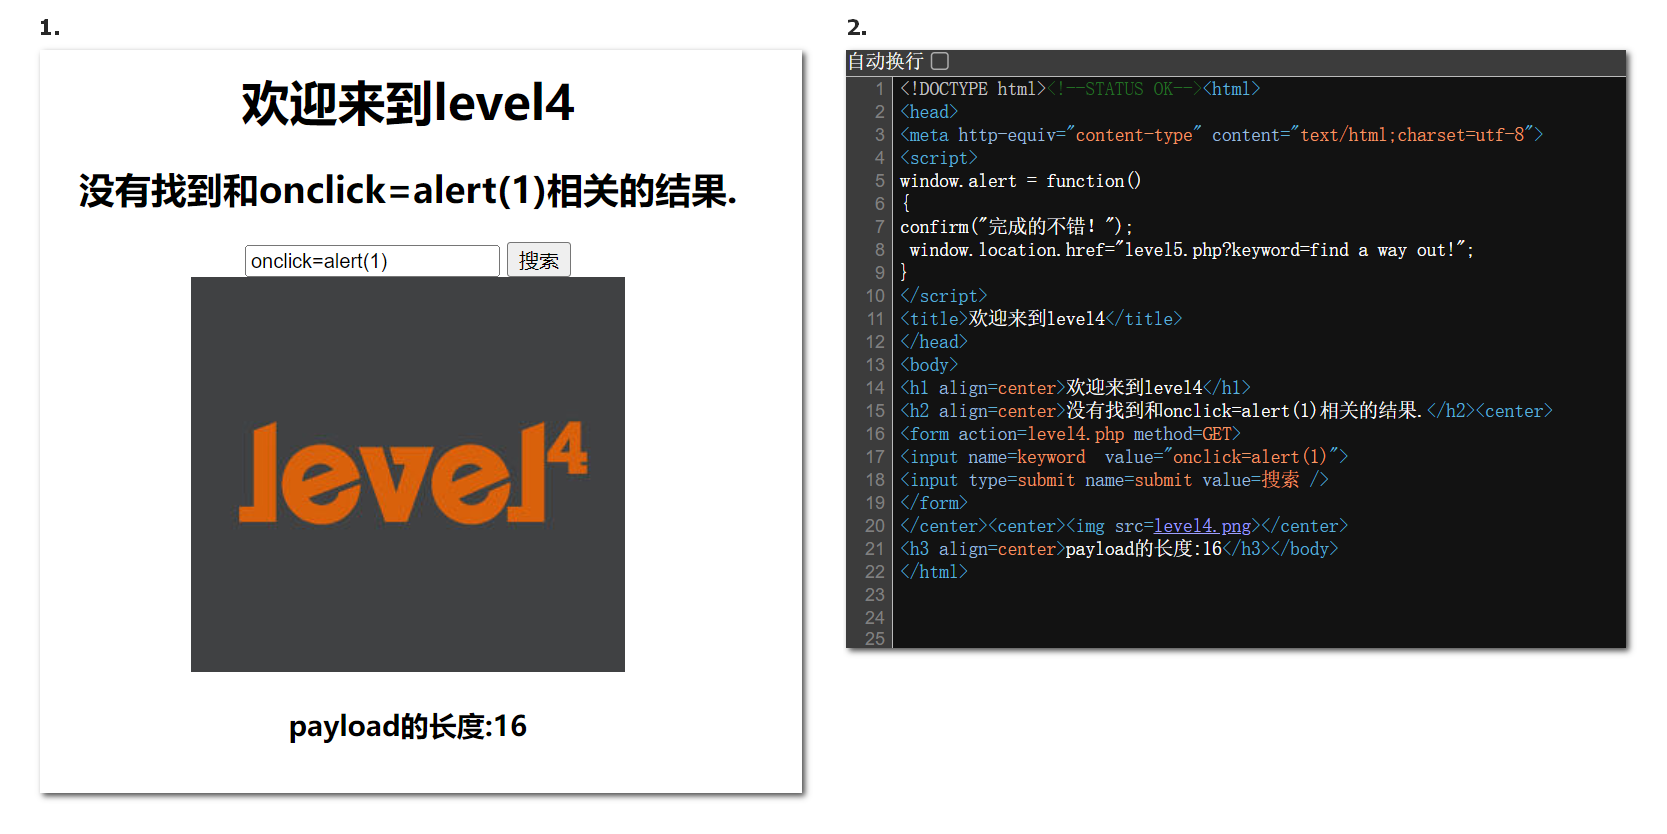 1.
欢迎来到level4
没有找到和onclick=alert(1)相关的结果.
onclick=alert(1) 搜索
level4
payload的长度:16
2.
自动换行
1 <!DOCTYPE html><!--STATUS OK--><html>
2 <head>
3 <meta http-equiv="content-type" content="text/html;charset=utf-8">
4 <script>
5 window.alert = function()
6 {
7 confirm("完成的不错！");
8  window.location.href="level5.php?keyword=find a way out!";
9 }
10 </script>
11 <title>欢迎来到level4</title>
12 </head>
13 <body>
14 <h1 align=center>欢迎来到level4</h1>
15 <h2 align=center>没有找到和onclick=alert(1)相关的结果.</h2><center>
16 <form action=level4.php method=GET>
17 <input name=keyword  value="onclick=alert(1)">
18 <input type=submit name=submit value=搜索 />
19 </form>
20 </center><center><img src=level4.png></center>
21 <h3 align=center>payload的长度:16</h3></body>
22 </html>
23
24
25